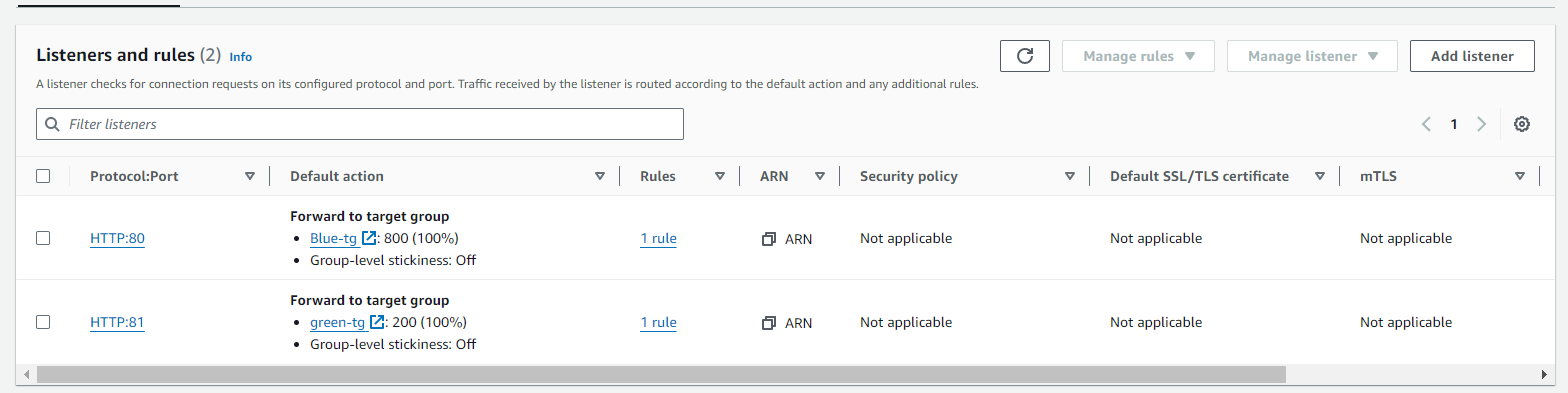 Listeners and rules (2) Info
Manage rules
Manage listener
Add listener
A listener checks for connection requests on its configured protocol and port. Traffic received by the listener is routed according to the default action and any additional rules.
Filter listeners
1
Protocol:Port Default action Rules ARN Security policy Default SSL/TLS certificate mTLS
Forward to target group
HTTP:80 • Blue-tg : 800 (100%) 1 rule ARN Not applicable Not applicable Not applicable
• Group-level stickiness: Off
Forward to target group
HTTP:81 • green-tg : 200 (100%) 1 rule ARN Not applicable Not applicable Not applicable
• Group-level stickiness: Off